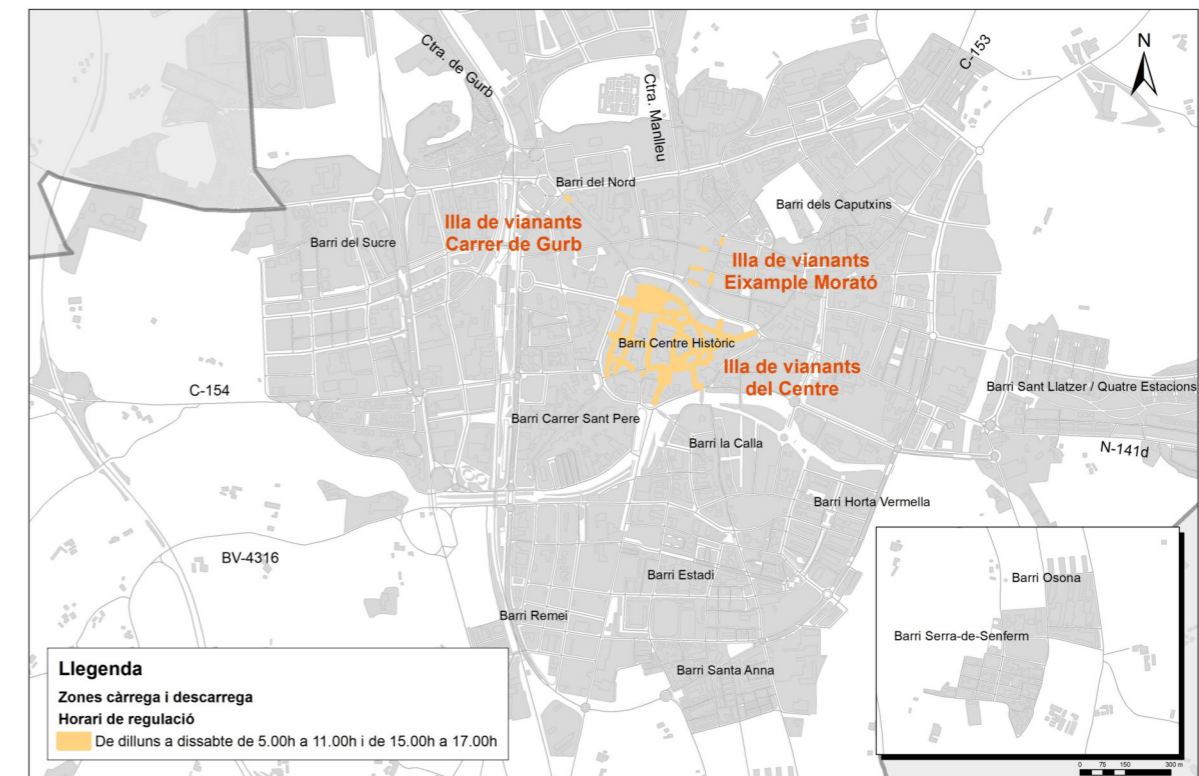 Ctra. de Gurb
C-153
N
Ctra. Manlleu
Barri del Nord
Barri dels Caputxins
Illa de vianants
Carrer de Gurb
Barri del Sucre
Illa de vianants
Eixample Morató
Barri Centre Històric
Illa de vianants
del Centre
Barri Sant Llatzer / Quatre Estacions
C-154
Barri Carrer Sant Pere
Barri la Calla
N-141d
Barri Horta Vermella
BV-4316
Barri Estadi
Barri Osona
Barri Remei
Barri Serra-de-Senferm
Barri Santa Anna
Llegenda
Zones càrrega i descarrega
Horari de regulació
De dilluns a dissabte de 5.00h a 11.00h i de 15.00h a 17.00h
0 75 150 300 m